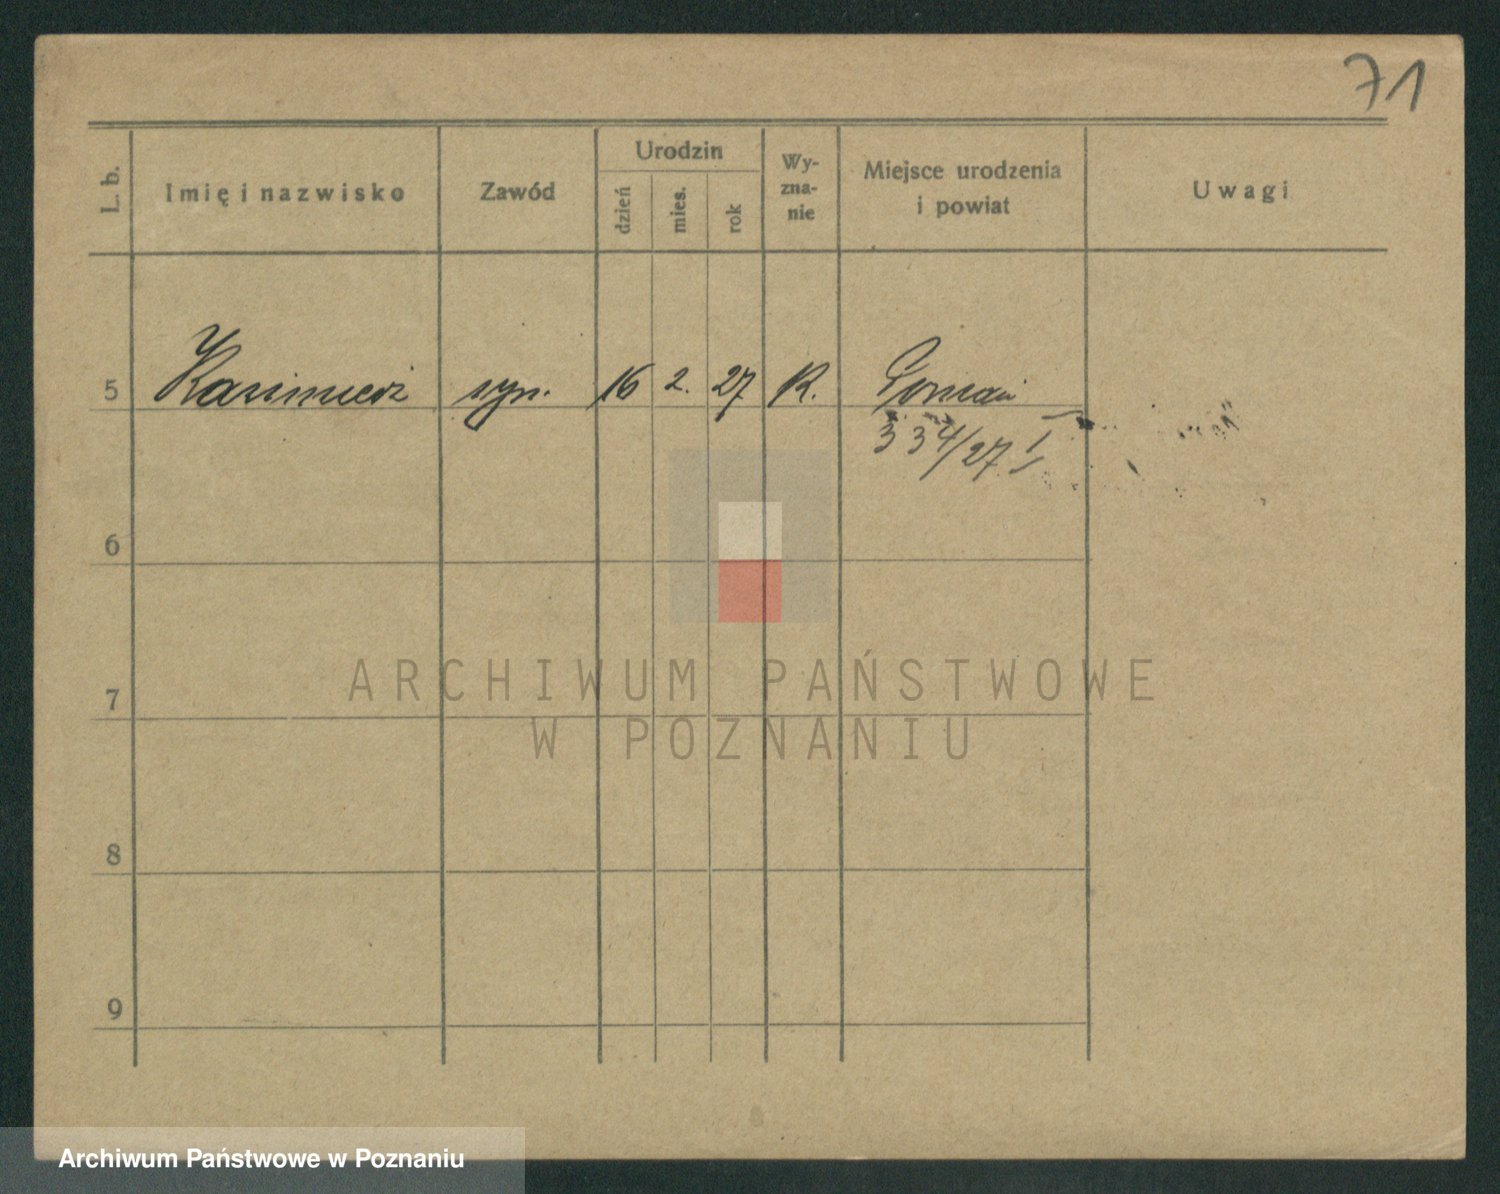 71
L. b.
Imię i nazwisko
Zawód
Urodzin
dzień
mies.
rok
Wy-
zna-
nie
Miejsce urodzenia
i powiat
Uwagi
5 Kazimierz syn. 16 2. 27 R. Poznań
334/27 I
6
7
8
9
ARCHIWUM PAŃSTWOWE
W POZNANIU
Archiwum Państwowe w Poznaniu